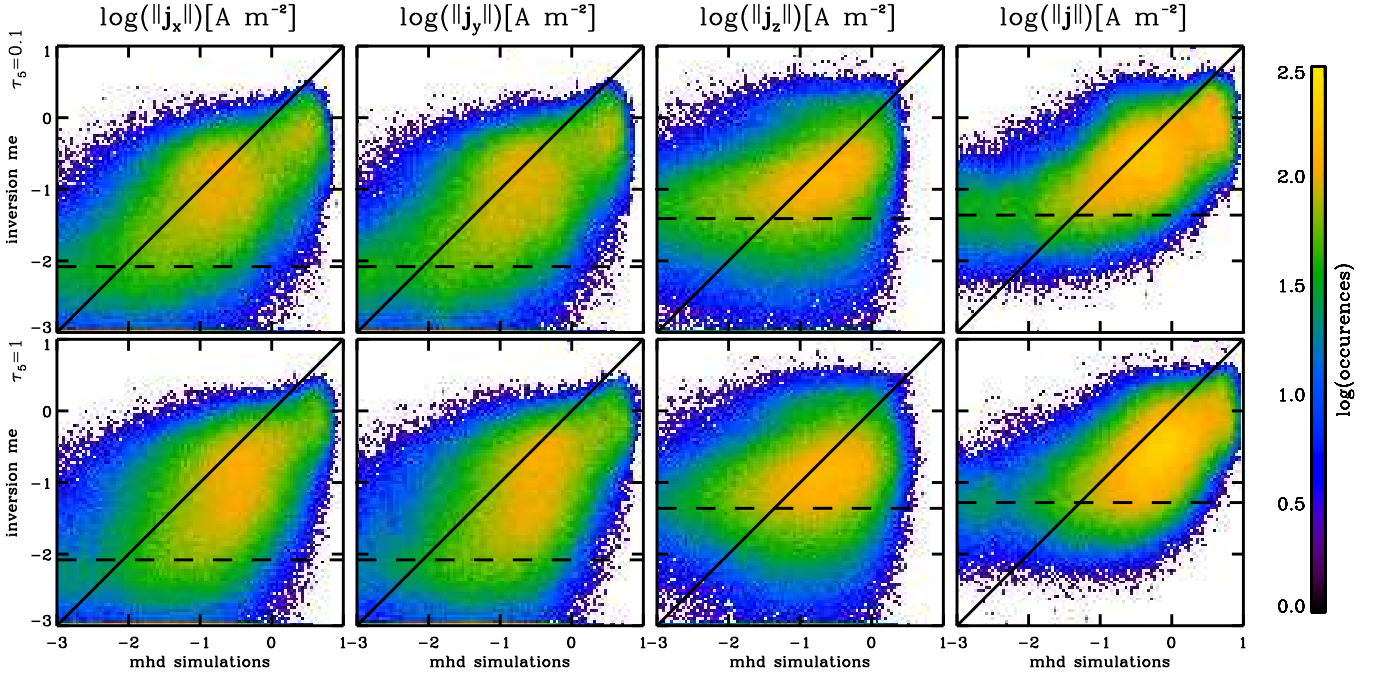 log(‖jx‖)[A m⁻²] log(‖jy‖)[A m⁻²] log(‖jz‖)[A m⁻²] log(‖j‖)[A m⁻²]
τ5=0.1
inversion me
1
0
−1
−2
−3
τ5=1
inversion me
1
0
−1
−2
−3
−3 −2 −1 0 1−3 −2 −1 0 1−3 −2 −1 0 1−3 −2 −1 0 1
mhd simulations mhd simulations mhd simulations mhd simulations
2.5
2.0
1.5
1.0
0.5
0.0
log(occurences)